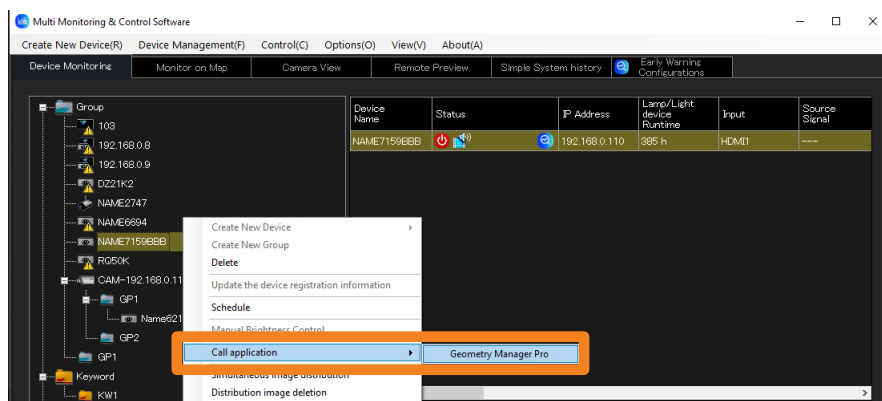 Multi Monitoring & Control Software
Create New Device(R) Device Management(F) Control(C) Options(O) View(V) About(A)
Device Monitoring Monitor on Map Camera View Remote Preview Simple System history Early Warning Configurations
Group
103
192.168.0.8
192.168.0.9
DZ21K2
NAME2747
NAME6694
NAME7159BBB
RQ50K
CAM-192.168.0.11
GP1
Name621
GP2
GP1
Keyword
KW1
Device Name Status IP Address Lamp/Light device Runtime Input Source Signal
NAME7159BBB 192.168.0.110 385 h HDMI1 ---
Create New Device
Create New Group
Delete
Update the device registration information
Schedule
Manual Brightness Control
Call application
Geometry Manager Pro
Simultaneous image distribution
Distribution image deletion